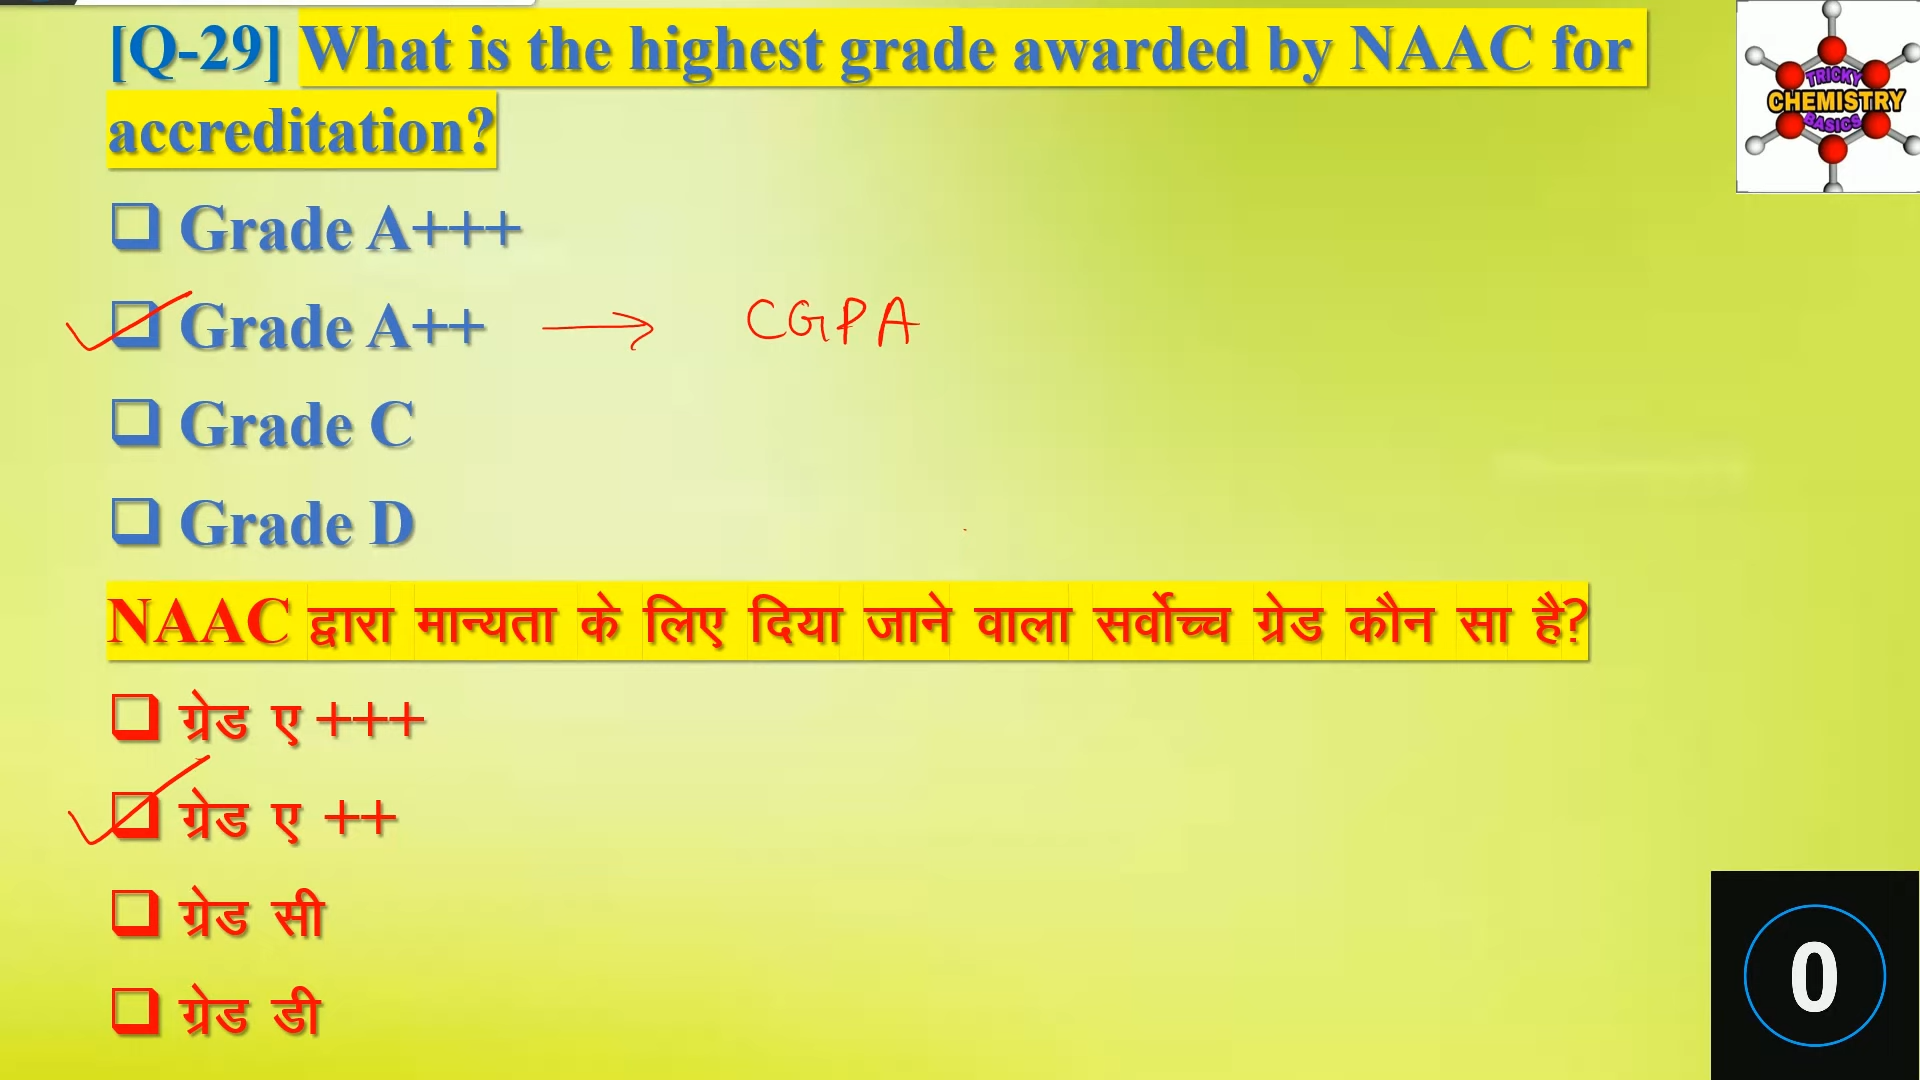 [Q-29] What is the highest grade awarded by NAAC for
accreditation?
Grade A+++
Grade A++ → CGPA
Grade C
Grade D
NAAC द्वारा मान्यता के लिए दिया जाने वाला सर्वोच्च ग्रेड कौन सा है?
ग्रेड ए +++
ग्रेड ए ++
ग्रेड सी
ग्रेड डी
TRICKY
CHEMISTRY
BASICS
0